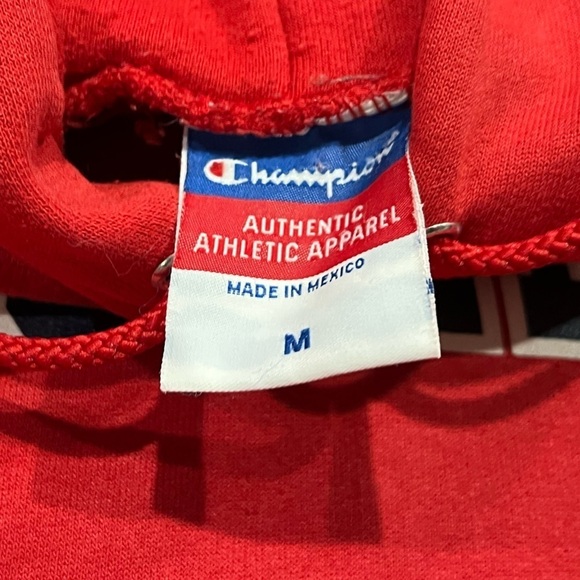 Champion
AUTHENTIC
ATHLETIC APPAREL
MADE IN MEXICO
M